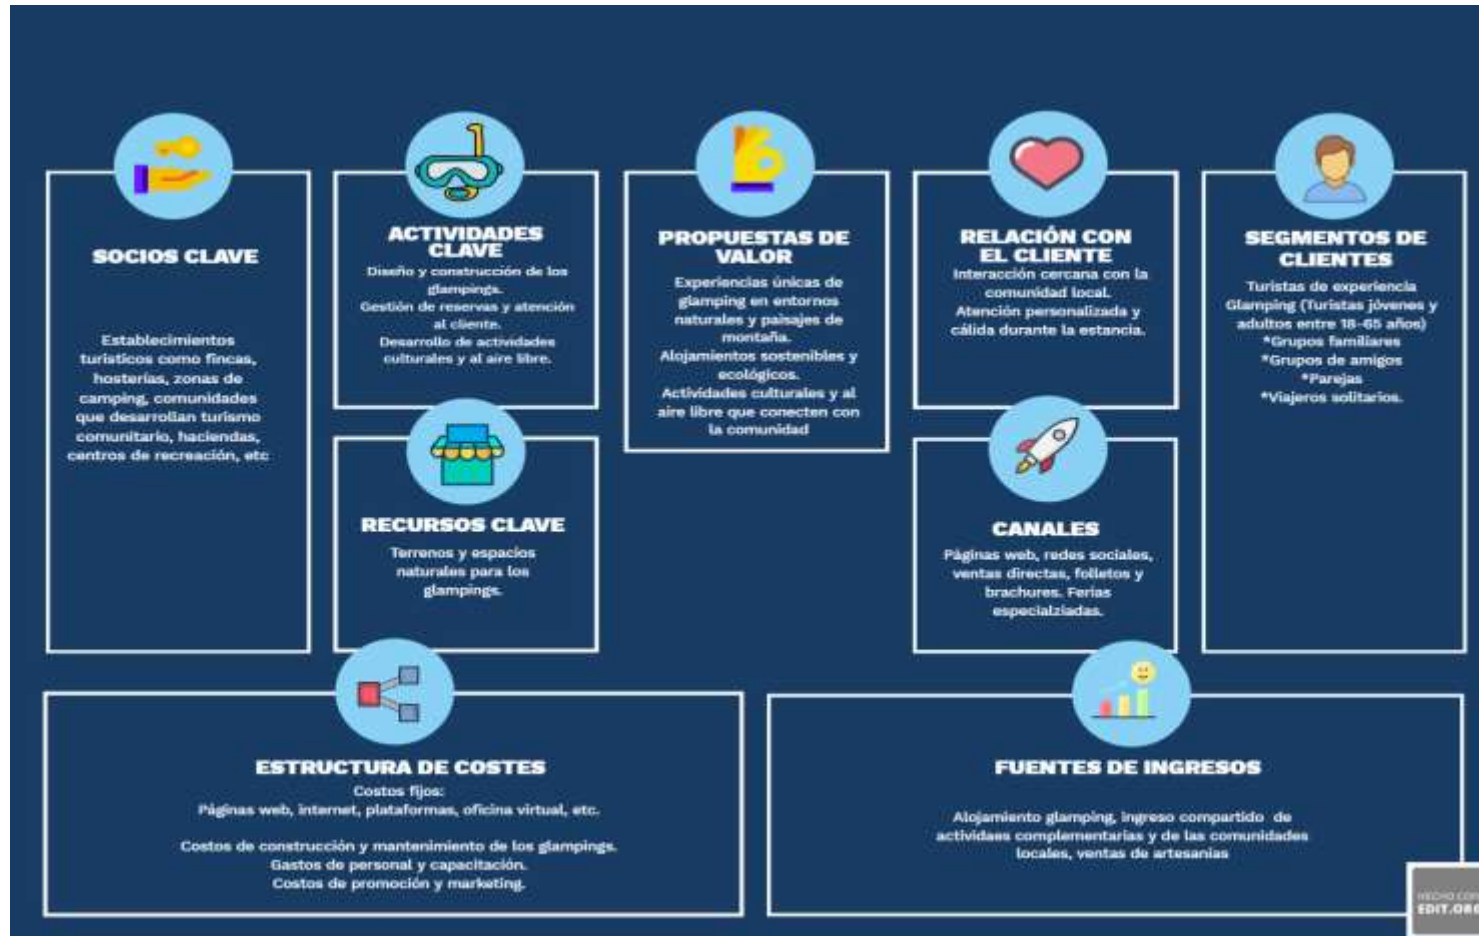 SOCIOS CLAVE
Establecimientos
turísticos como fincas,
hosterías, zonas de
camping, comunidades
que desarrollan turismo
comunitario, haciendas,
centros de recreación, etc
ACTIVIDADES
CLAVE
Diseño y construcción de los
glampings.
Gestión de reservas y atención
al cliente.
Desarrollo de actividades
culturales y al aire libre.
RECURSOS CLAVE
Terrenos y espacios
naturales para los
glampings.
PROPUESTAS DE
VALOR
Experiencias únicas de
glamping en entornos
naturales y paisajes de
montaña.
Alojamientos sostenibles y
ecológicos.
Actividades culturales y al
aire libre que conecten con
la comunidad
RELACIÓN CON
EL CLIENTE
Interacción cercana con la
comunidad local.
Atención personalizada y
cálida durante la estancia.
CANALES
Páginas web, redes sociales,
ventas directas, folletos y
brachures. Ferias
especialziadas.
SEGMENTOS DE
CLIENTES
Turistas de experiencia
Glamping (Turistas jóvenes y
adultos entre 18-65 años)
*Grupos familiares
*Grupos de amigos
*Parejas
*Viajeros solitarios.
ESTRUCTURA DE COSTES
Costos fijos:
Páginas web, internet, plataformas, oficina virtual, etc.
Costos de construcción y mantenimiento de los glampings.
Gastos de personal y capacitación.
Costos de promoción y marketing.
FUENTES DE INGRESOS
Alojamiento glamping, ingreso compartido de
actividaes complementarias y de las comunidades
locales, ventas de artesanías
HECHO CON
EDIT.ORG